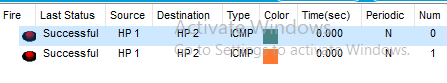 Fire Last Status Source Destination Type Color Time(sec) Periodic Num
Successful HP 1 HP 2 ICMP 0.000 N 0
Successful HP 1 HP 2 ICMP 0.000 N 1
Activate Windows
Go to Settings to activate Windows.